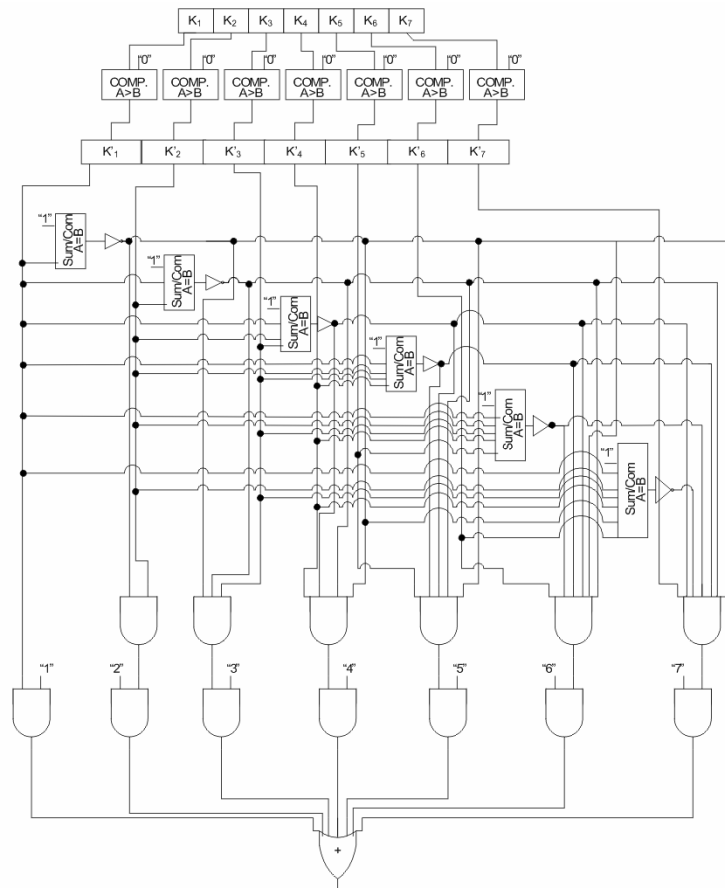 K1 K2 K3 K4 K5 K6 K7
"0" "0" "0" "0" "0" "0" "0"
COMP. COMP. COMP. COMP. COMP. COMP. COMP.
A>B A>B A>B A>B A>B A>B A>B
K'1 K'2 K'3 K'4 K'5 K'6 K'7
"1"
Sum/Com
A=B
"1"
Sum/Com
A=B
"1"
Sum/Com
A=B
"1"
Sum/Com
A=B
"1"
Sum/Com
A=B
"1"
Sum/Com
A=B
"1" "2" "3" "4" "5" "6" "7"
+